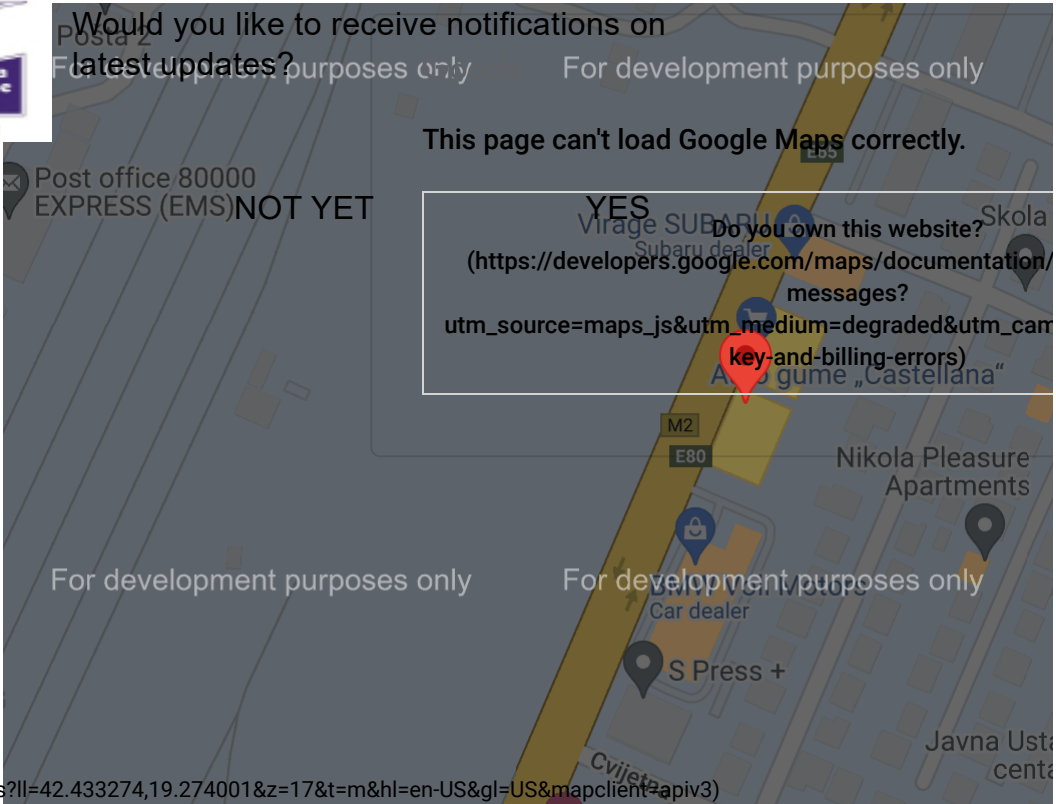 Would you like to receive notifications on
latest updates?
Posta 2
For development purposes only
For development purposes only
This page can't load Google Maps correctly.
E65
Post office 80000
EXPRESS (EMS)
NOT YET
YES
Virage SUBARU
Subaru dealer
Skola
Do you own this website?
(https://developers.google.com/maps/documentation/
messages?
utm_source=maps_js&utm_medium=degraded&utm_cam
key-and-billing-errors)
gume „Castellana“
M2
E80
Nikola Pleasure
Apartments
For development purposes only
For development purposes only
Motors
Car dealer
S Press +
Javna Usta
centa
Cvijetna
s?ll=42.433274,19.274001&z=17&t=m&hl=en-US&gl=US&mapclient=apiv3)